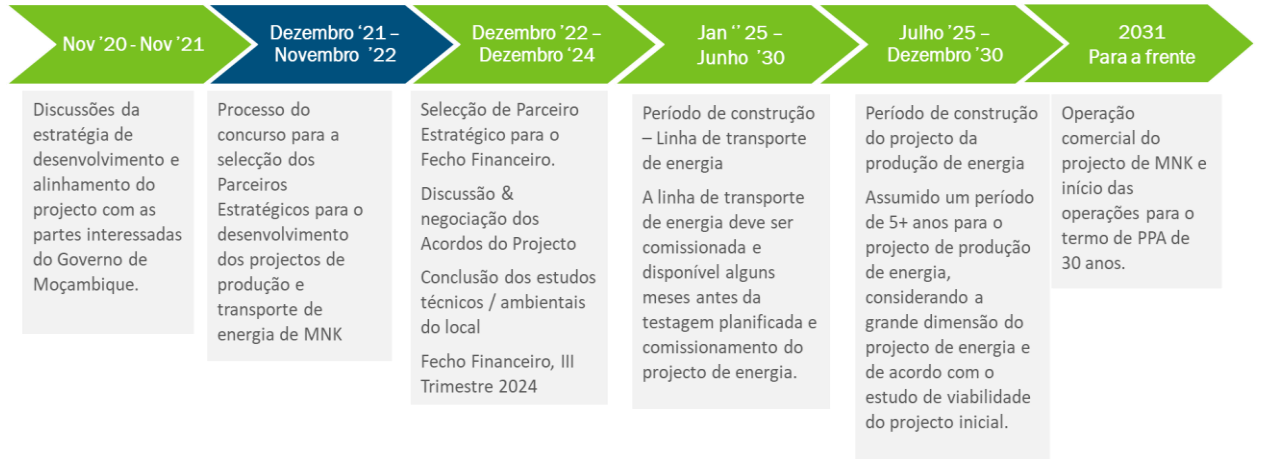 Nov ’20 - Nov ’21
Discussões da
estratégia de
desenvolvimento e
alinhamento do
projecto com as
partes interessadas
do Governo de
Moçambique.
Dezembro ‘21 –
Novembro ’22
Processo do
concurso para a
selecção dos
Parceiros
Estratégicos para o
desenvolvimento
dos projectos de
produção e
transporte de
energia de MNK
Dezembro ’22 –
Dezembro ‘24
Selecção de Parceiro
Estratégico para o
Fecho Financeiro.
Discussão &
negociação dos
Acordos do Projecto
Conclusão dos estudos
técnicos / ambientais
do local
Fecho Financeiro, III
Trimestre 2024
Jan ‘’ 25 –
Junho ’30
Período de construção
– Linha de transporte
de energia
A linha de transporte
de energia deve ser
comissionada e
disponível alguns
meses antes da
testagem planificada e
comissionamento do
projecto de energia.
Julho ‘25 –
Dezembro ’30
Período de construção
do projecto da
produção de energia
Assumido um período
de 5+ anos para o
projecto de produção
de energia,
considerando a
grande dimensão do
projecto de energia e
de acordo com o
estudo de viabilidade
do projecto inicial.
2031
Para a frente
Operação
comercial do
projecto de MNK e
início das
operações para o
termo de PPA de
30 anos.